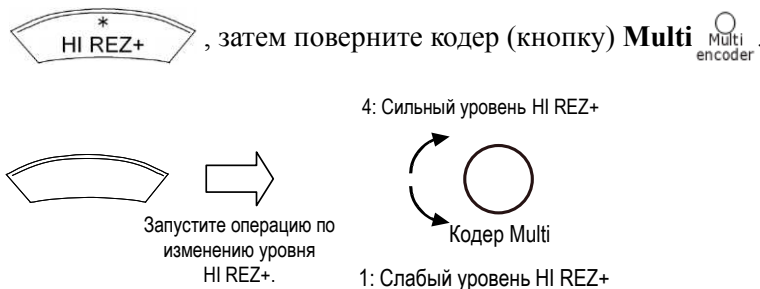 *
HI REZ+ , затем поверните кодер (кнопку) Multi Multi encoder .
4: Сильный уровень HI REZ+
Запустите операцию по
изменению уровня
HI REZ+.
Кодер Multi
1: Слабый уровень HI REZ+